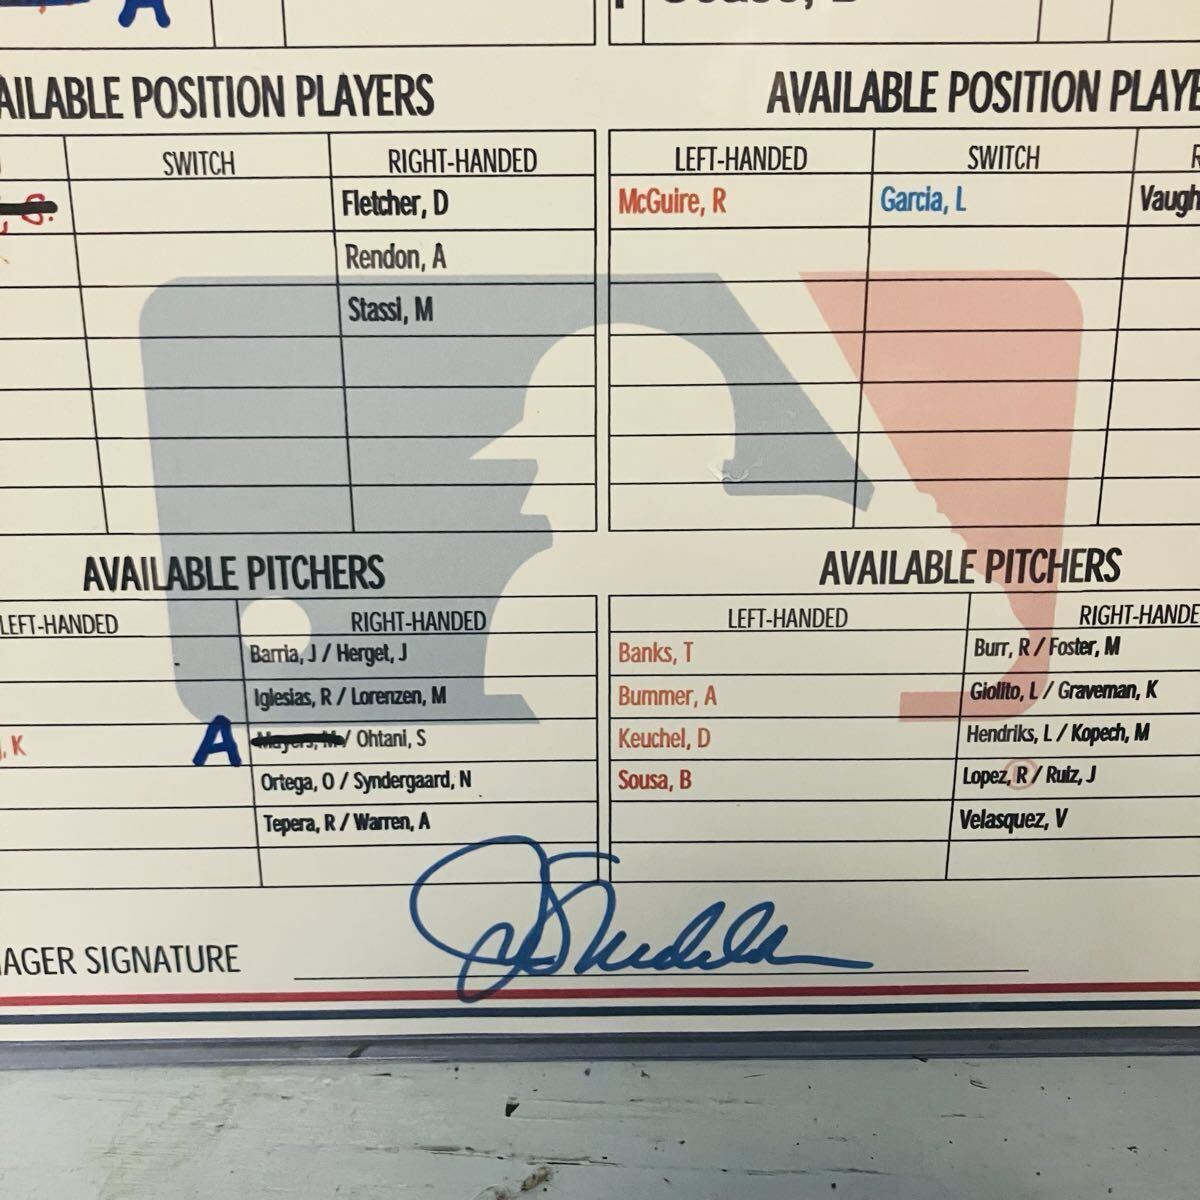 A
AILABLE POSITION PLAYERS
SWITCH RIGHT-HANDED
Fletcher, D
Rendon, A
Stassi, M
AVAILABLE POSITION PLAYE
LEFT-HANDED SWITCH R
McGuire, R Garcia, L Vaugh
AVAILABLE PITCHERS
LEFT-HANDED RIGHT-HANDED
Barria, J / Herget, J
Iglesias, R / Lorenzen, M
, K A Mayers, M / Ohtani, S
Ortega, O / Syndergaard, N
Tepera, R / Warren, A
AVAILABLE PITCHERS
LEFT-HANDED RIGHT-HANDE
Banks, T Burr, R / Foster, M
Bummer, A Giolito, L / Graveman, K
Keuchel, D Hendriks, L / Kopech, M
Sousa, B Lopez, R / Ruiz, J
Velasquez, V
AGER SIGNATURE